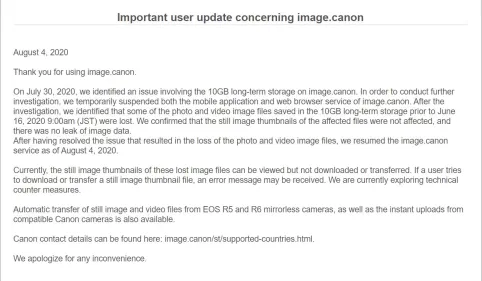 Important user update concerning image.canon
August 4, 2020
Thank you for using image.canon.
On July 30, 2020, we identified an issue involving the 10GB long-term storage on image.canon. In order to conduct further
investigation, we temporarily suspended both the mobile application and web browser service of image.canon. After the
investigation, we identified that some of the photo and video image files saved in the 10GB long-term storage prior to June
16, 2020 9:00am (JST) were lost. We confirmed that the still image thumbnails of the affected files were not affected, and
there was no leak of image data.
After having resolved the issue that resulted in the loss of the photo and video image files, we resumed the image.canon
service as of August 4, 2020.
Currently, the still image thumbnails of these lost image files can be viewed but not downloaded or transferred. If a user tries
to download or transfer a still image thumbnail file, an error message may be received. We are currently exploring technical
counter measures.
Automatic transfer of still image and video files from EOS R5 and R6 mirrorless cameras, as well as the instant uploads from
compatible Canon cameras is also available.
Canon contact details can be found here: image.canon/st/supported-countries.html.
We apologize for any inconvenience.